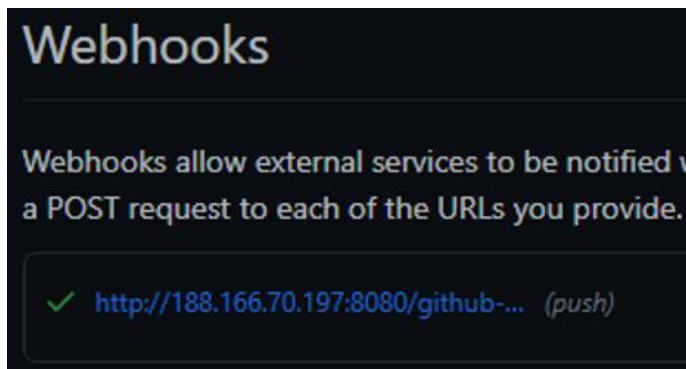 Webhooks
Webhooks allow external services to be notified
a POST request to each of the URLs you provide.
http://188.166.70.197:8080/github-... (push)